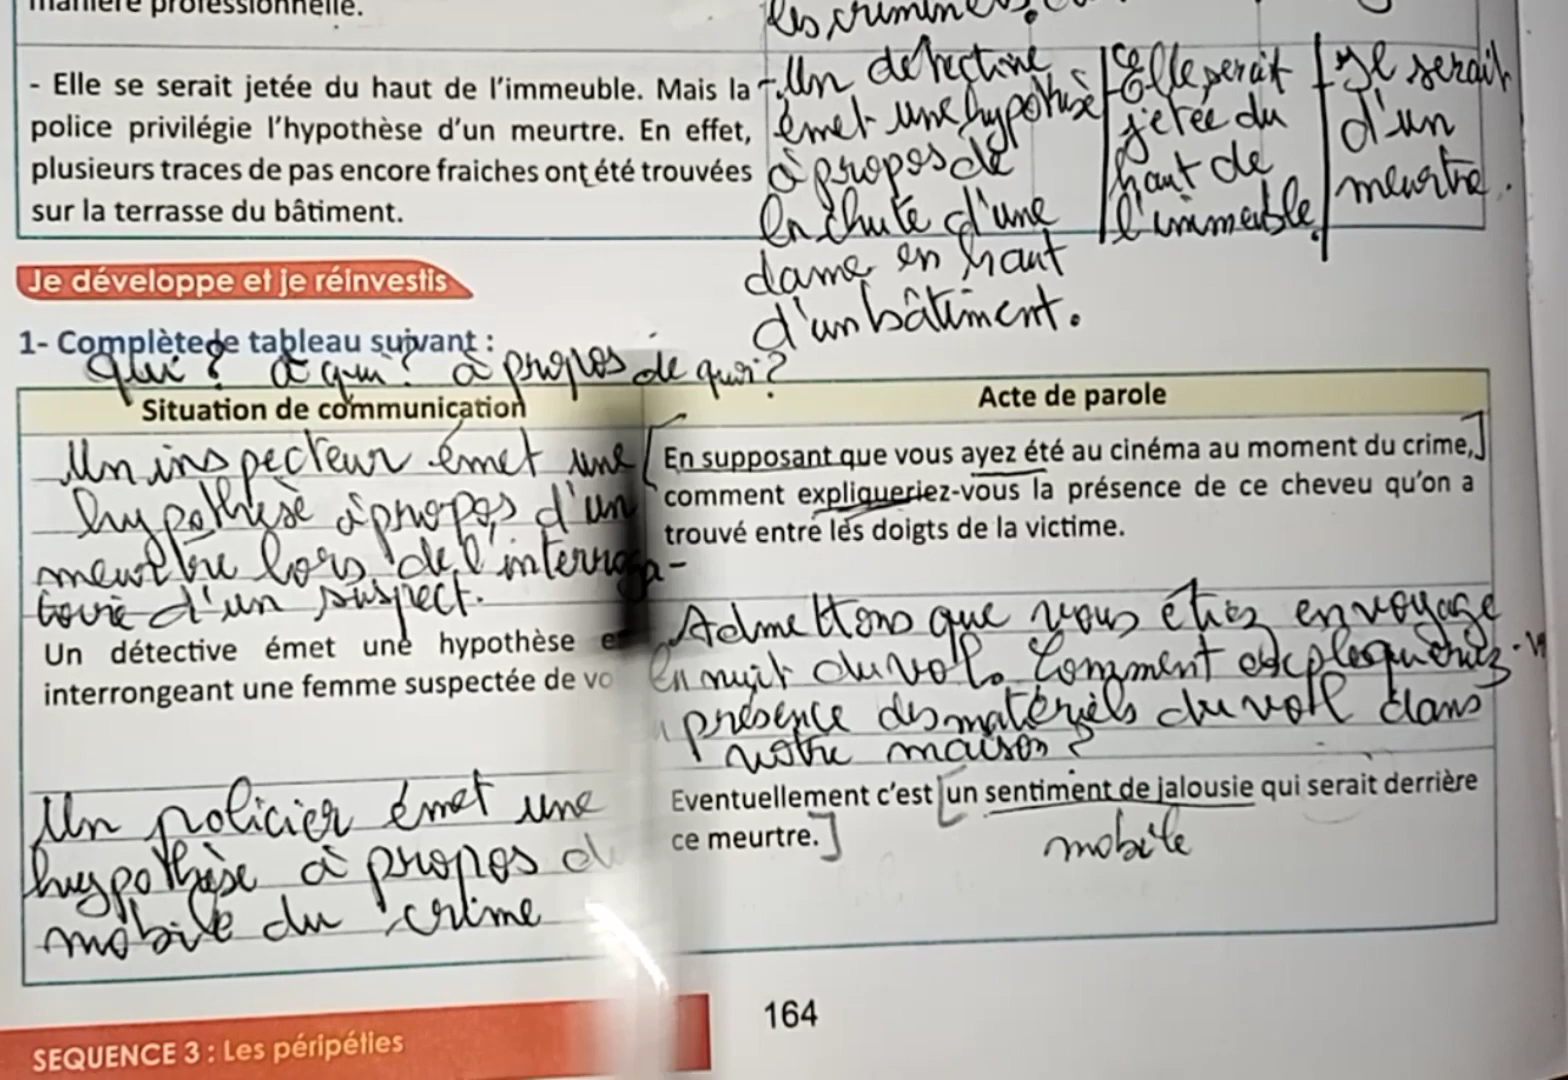 manière professionnelle.
les crimin
- Elle se serait jetée du haut de l'immeuble. Mais la
police privilégie l'hypothèse d'un meurtre. En effet,
plusieurs traces de pas encore fraiches ont été trouvées
sur la terrasse du bâtiment.
- Un détective
émet une hypothèse
à propos de
la chute d'une
dame en haut
d'un bâtiment.
Elle serait
jetée du
haut de
l'immeuble.
Il serait
d'un
meurtre.
Je développe et je réinvestis
1- Complète le tableau suivant :
qui ? à qui ? à propos de quoi ?
Situation de communication
Acte de parole
Un inspecteur émet une
hypothèse à propos d'un
meurtre lors de l'interroga-
toire d'un suspect.
En supposant que vous ayez été au cinéma au moment du crime,
comment expliqueriez-vous la présence de ce cheveu qu'on a
trouvé entre les doigts de la victime.
Un détective émet une hypothèse e
interrongeant une femme suspectée de vo
Admettons que vous étiez en voyage
la nuit du vol. Comment expliqueriez-v
présence des matériels du voll dans
votre maison ?
Un policier émet une
hypothèse à propos d
mobile du crime
Eventuellement c'est [un sentiment de jalousie qui serait derrière
ce meurtre.]
mobile
164
SEQUENCE 3 : Les péripéties